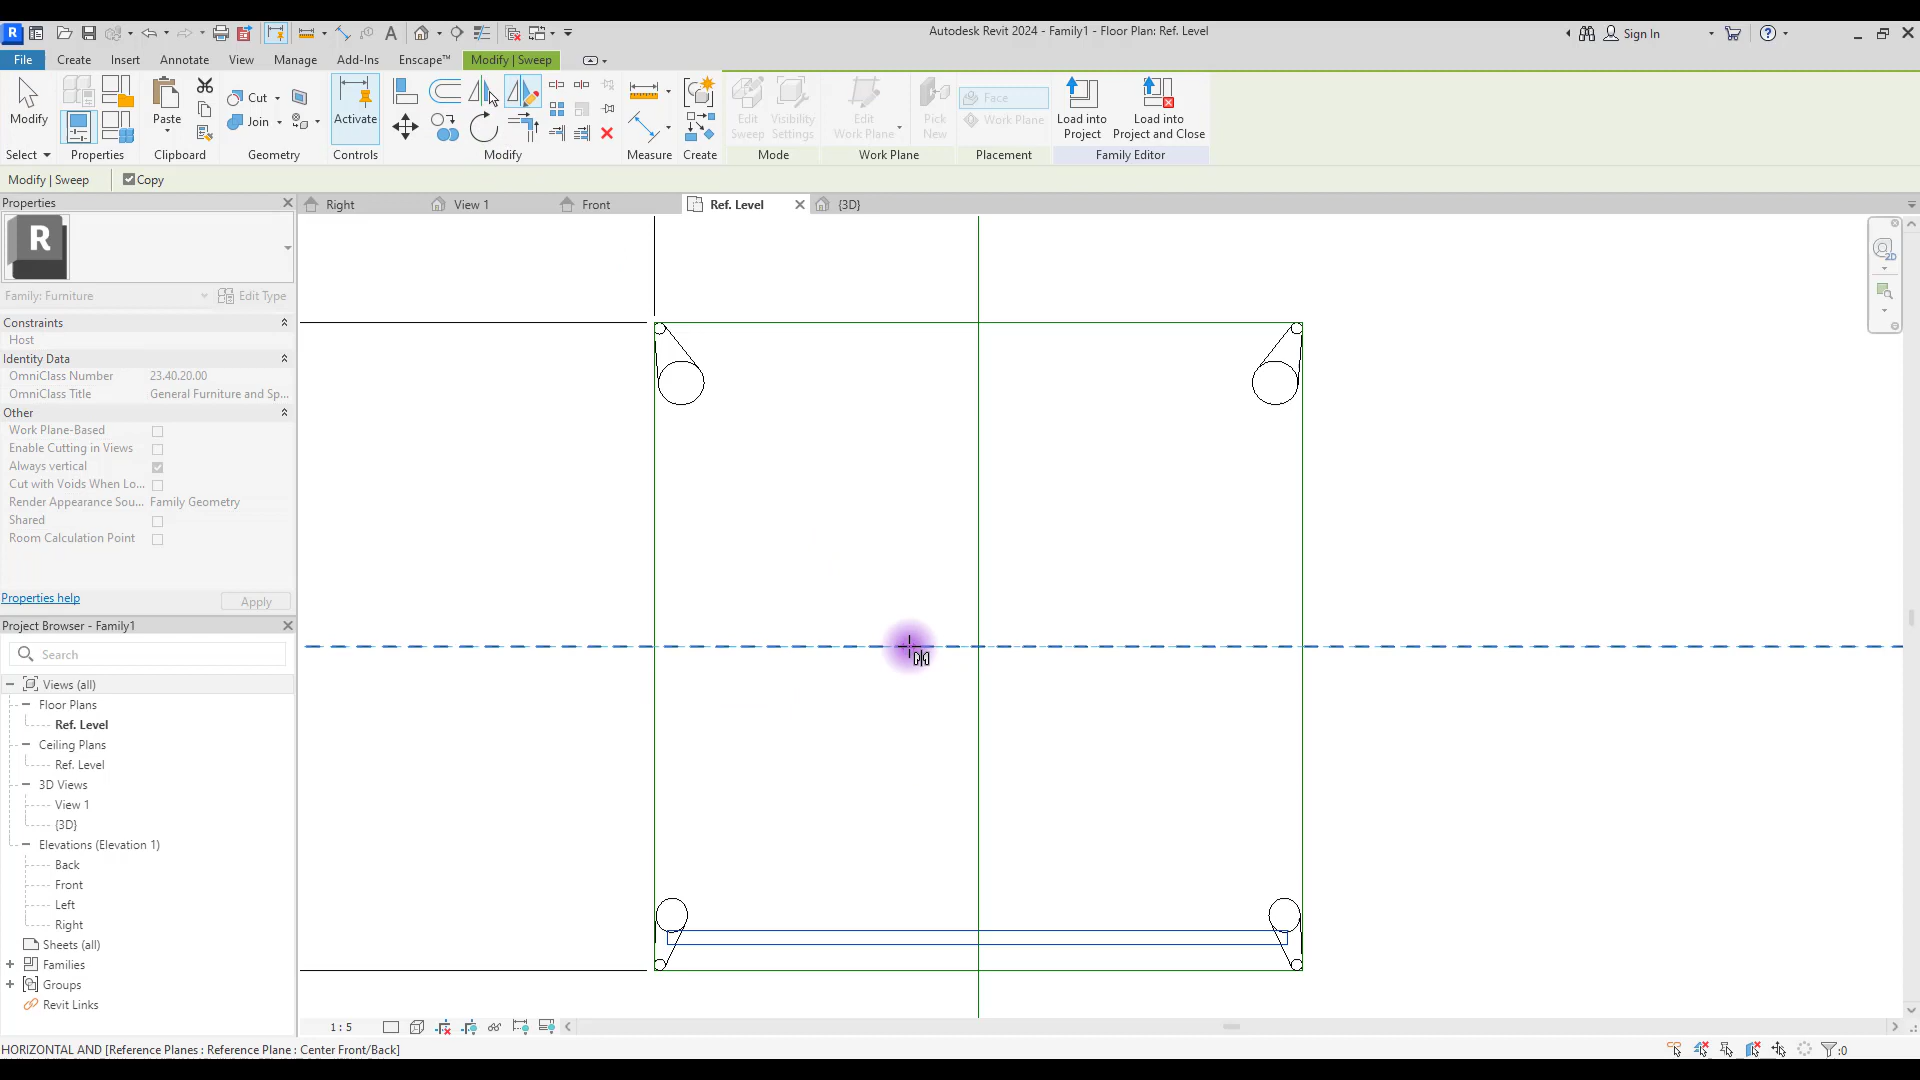 Autodesk Revit 2024 - Family1 - Floor Plan: Ref. Level
Sign In
File Create Insert Annotate View Manage Add-Ins Enscape™ Modify | Sweep
Modify
Paste
Cut
Join
Activate
Edit Sweep
Visibility Settings
Edit Work Plane
Pick New
Face
Work Plane
Load into Project
Load into Project and Close
Select Properties Clipboard Geometry Controls Modify Measure Create Mode Work Plane Placement Family Editor
Modify | Sweep Copy
Properties
Right View 1 Front Ref. Level {3D}
R
Family: Furniture Edit Type
Constraints
Host
Identity Data
OmniClass Number 23.40.20.00
OmniClass Title General Furniture and Sp...
Other
Work Plane-Based
Enable Cutting in Views
Always vertical
Cut with Voids When Lo...
Render Appearance Sou... Family Geometry
Shared
Room Calculation Point
Properties help Apply
Project Browser - Family1
Search
Views (all)
Floor Plans
Ref. Level
Ceiling Plans
Ref. Level
3D Views
View 1
{3D}
Elevations (Elevation 1)
Back
Front
Left
Right
Sheets (all)
Families
Groups
Revit Links
1 : 5
HORIZONTAL AND [Reference Planes : Reference Plane : Center Front/Back]
:0